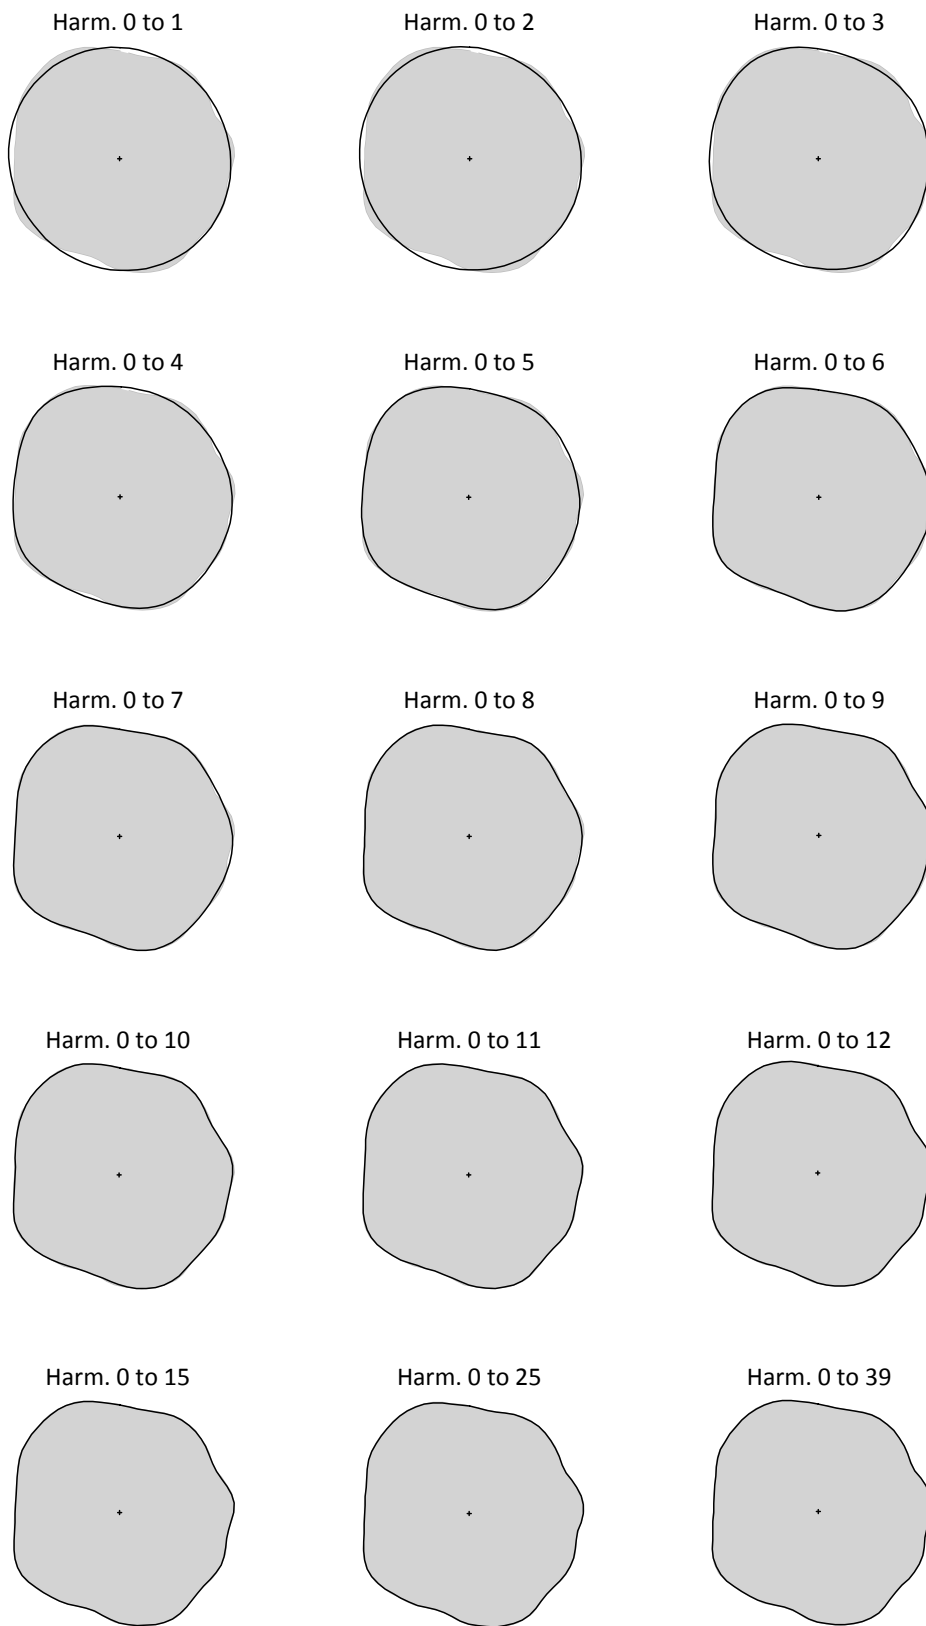 Harm. 0 to 1
Harm. 0 to 2
Harm. 0 to 3
Harm. 0 to 4
Harm. 0 to 5
Harm. 0 to 6
Harm. 0 to 7
Harm. 0 to 8
Harm. 0 to 9
Harm. 0 to 10
Harm. 0 to 11
Harm. 0 to 12
Harm. 0 to 15
Harm. 0 to 25
Harm. 0 to 39